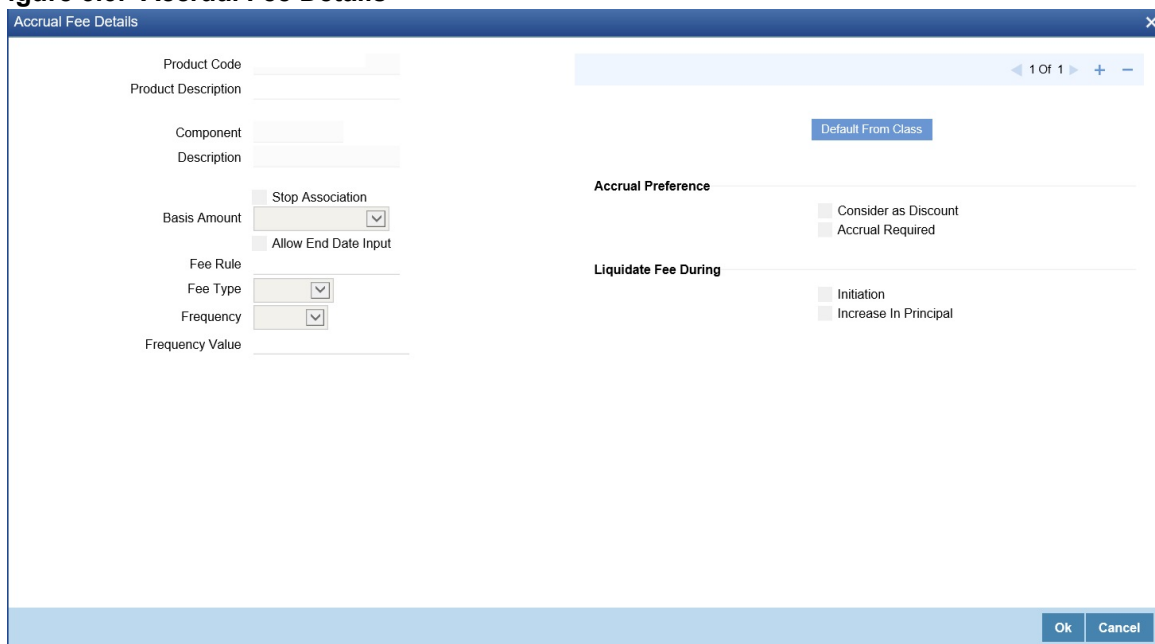 Accrual Fee Details
Product Code
Product Description
Component
Description
Stop Association
Basis Amount
Allow End Date Input
Fee Rule
Fee Type
Frequency
Frequency Value
1 Of 1
Default From Class
Accrual Preference
Consider as Discount
Accrual Required
Liquidate Fee During
Initiation
Increase In Principal
Ok Cancel